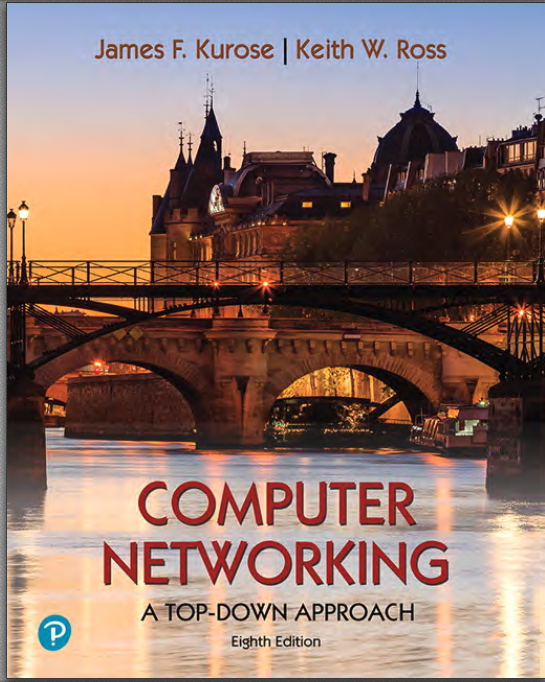 James F. Kurose | Keith W. Ross
COMPUTER
NETWORKING
A TOP-DOWN APPROACH
Eighth Edition
P